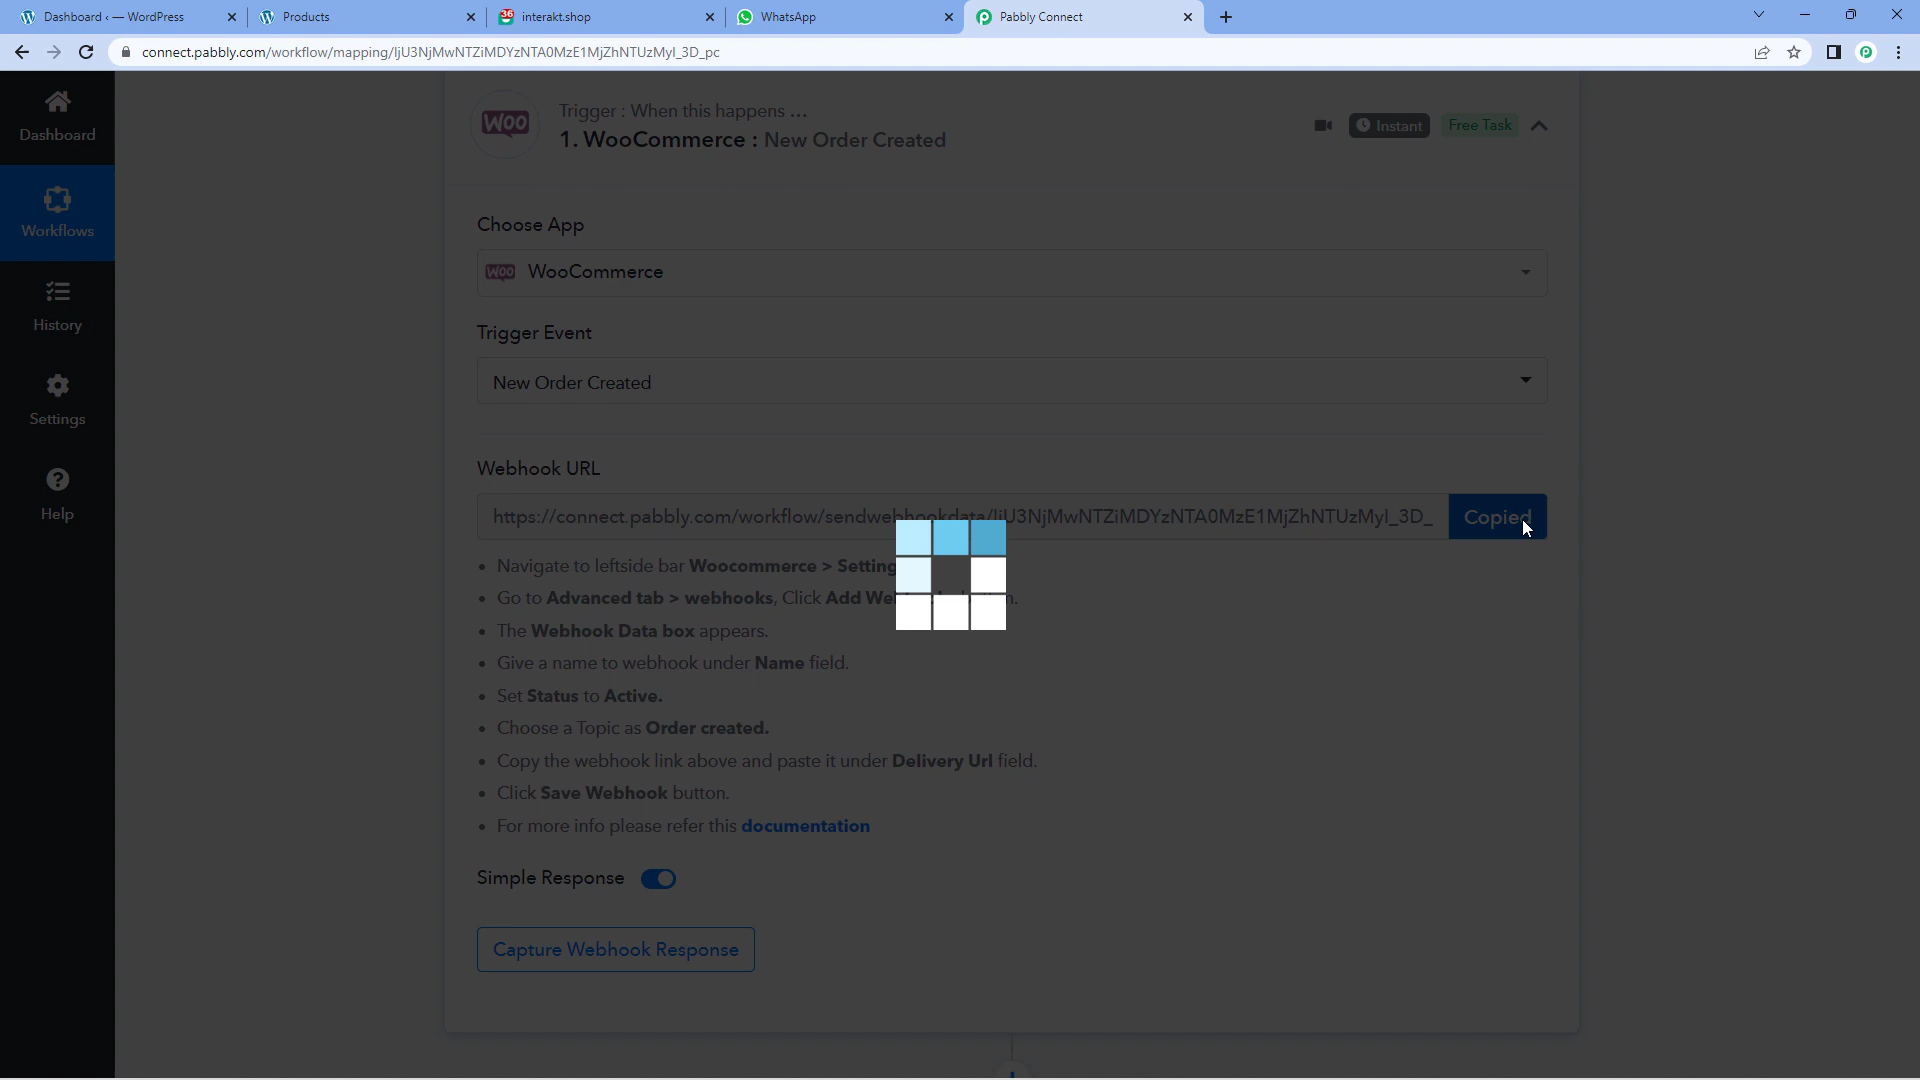 Dashboard ‹ — WordPress
Products
36
interakt.shop
WhatsApp
Pabbly Connect
connect.pabbly.com/workflow/mapping/IjU3NjMwNTZiMDYzNTA0MzE1MjZhNTUzMyI_3D_pc
Dashboard
Workflows
History
Settings
Help
Woo
Trigger : When this happens ...
1. WooCommerce : New Order Created
Instant
Free Task
Choose App
Woo WooCommerce
Trigger Event
New Order Created
Webhook URL
https://connect.pabbly.com/workflow/sendwebhookdata/IjU3NjMwNTZiMDYzNTA0MzE1MjZhNTUzMyI_3D_
Copied
• Navigate to leftside bar Woocommerce > Setting
• Go to Advanced tab > webhooks, Click Add We
• The Webhook Data box appears.
• Give a name to webhook under Name field.
• Set Status to Active.
• Choose a Topic as Order created.
• Copy the webhook link above and paste it under Delivery Url field.
• Click Save Webhook button.
• For more info please refer this documentation
Simple Response
Capture Webhook Response